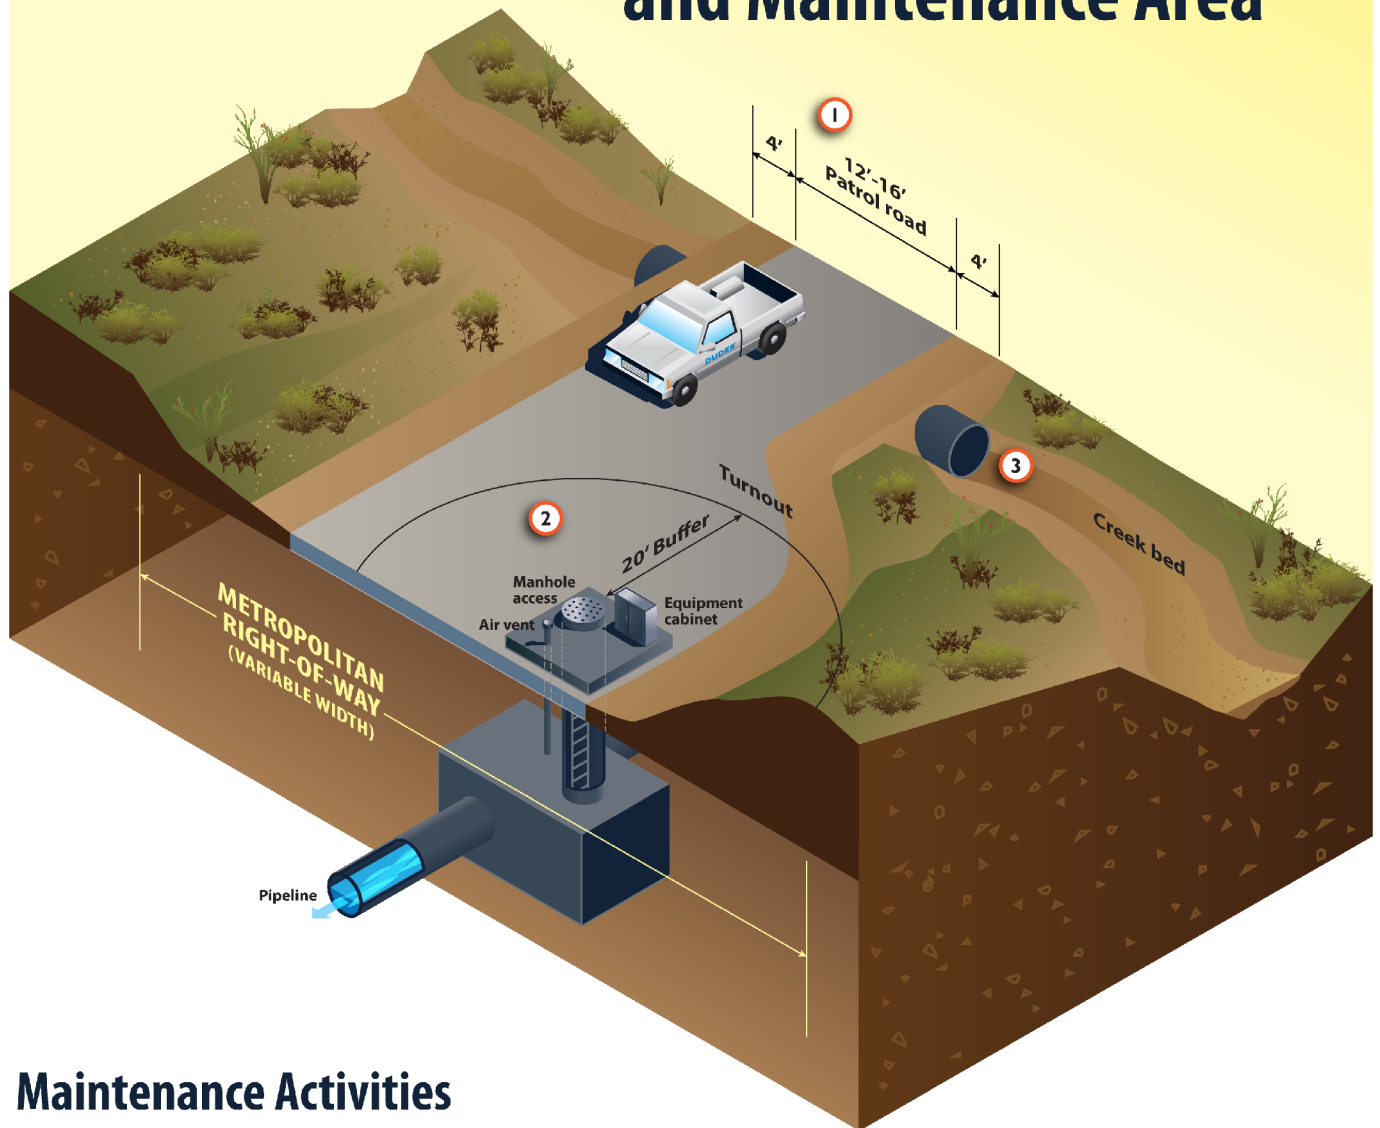 and Maintenance Area
1
4'
12'-16'
Patrol road
4'
DUDEK
3
Turnout
2
20' Buffer
Creek bed
Manhole
access
Air vent
Equipment
cabinet
METROPOLITAN
RIGHT-OF-WAY
(VARIABLE WIDTH)
Pipeline
Maintenance Activities